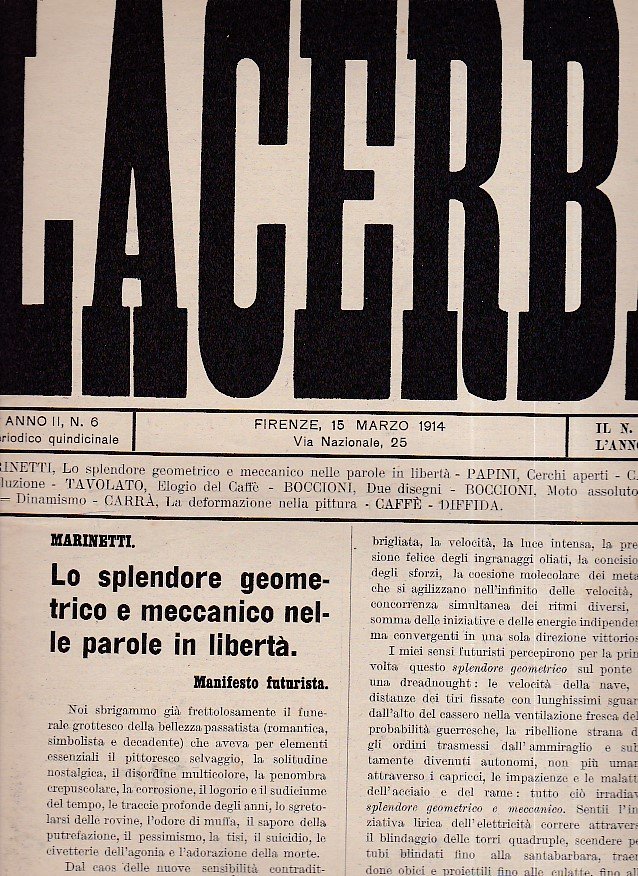 LACERB
ANNO II, N. 6
riodico quindicinale
FIRENZE, 15 MARZO 1914
Via Nazionale, 25
IL N.
L'ANN
INETTI, Lo splendore geometrico e meccanico nelle parole in libertà - PAPINI, Cerchi aperti - C
luzione - TAVOLATO, Elogio del Caffè - BOCCIONI, Due disegni - BOCCIONI, Moto assoluto
= Dinamismo - CARRÀ, La deformazione nella pittura - CAFFÈ - DIFFIDA.
MARINETTI.
Lo splendore geome-
trico e meccanico nel-
le parole in libertà.
Manifesto futurista.
Noi sbrigammo già frettolosamente il fune-
rale grottesco della bellezza passatista (romantica,
simbolista e decadente) che aveva per elementi
essenziali il pittoresco selvaggio, la solitudine
nostalgica, il disordine multicolore, la penombra
crepuscolare, la corrosione, il logorio e il sudiciume
del tempo, le traccie profonde degli anni, lo sgreto-
larsi delle rovine, l'odore di muffa, il sapore della
putrefazione, il pessimismo, la tisi, il suicidio, le
civetterie dell'agonia e l'adorazione della morte.
Dal caos delle nuove sensibilità contradit-
brigliata, la velocità, la luce intensa, la pre
sione felice degli ingranaggi oliati, la concisio
degli sforzi, la coesione molecolare dei meta
che si agilizzano nell'infinito delle velocità,
concorrenza simultanea dei ritmi diversi,
somma delle iniziative e delle energie indipenden
ma convergenti in una sola direzione vittorios
I miei sensi futuristi percepirono per la prin
volta questo splendore geometrico sul ponte
una dreadnought : le velocità della nave,
distanze dei tiri fissate con lunghissimi sguar
dall'alto del cassero nella ventilazione fresca del
probabilità guerresche, la ribellione strana d
gli ordini trasmessi dall'ammiraglio e sub
tamente divenuti autonomi, non più uman
attraverso i capricci, le impazienze e le malatt
dell'acciaio e del rame : tutto ciò irradiav
splendore geometrico e meccanico. Sentii l'in
ziativa lirica dell'elettricità correre attravers
il blindaggio delle torri quadruple, scendere pe
tubi blindati fino alla santabarbara, traen
done obici e proiettili fino alle culatte, fino al